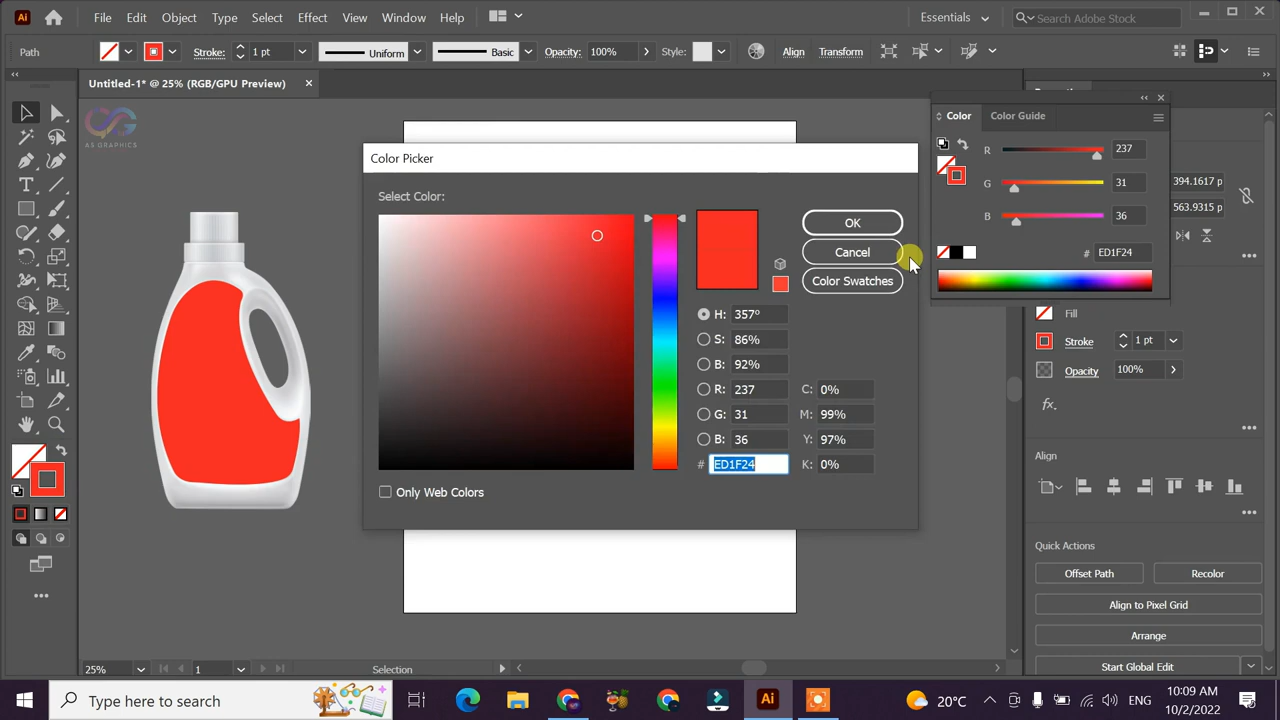 Ai File Edit Object Type Select Effect View Window Help Essentials Search Adobe Stock
Path Stroke: 1 pt Uniform Basic Opacity: 100% Style: Align Transform
Untitled-1* @ 25% (RGB/GPU Preview)
AS GRAPHICS
Color Picker
Select Color:
OK
Cancel
Color Swatches
H: 357°
S: 86%
B: 92%
R: 237 C: 0%
G: 31 M: 99%
B: 36 Y: 97%
# ED1F24 K: 0%
Only Web Colors
Color Color Guide
R 237
G 31
B 36
# ED1F24
394.1617 p
563.9315 p
Fill
Stroke 1 pt
Opacity 100%
fx.
Align
Quick Actions
Offset Path Recolor
Align to Pixel Grid
Arrange
Start Global Edit
25% 1 Selection
Type here to search
Ai
20°C ENG 10:09 AM
10/2/2022